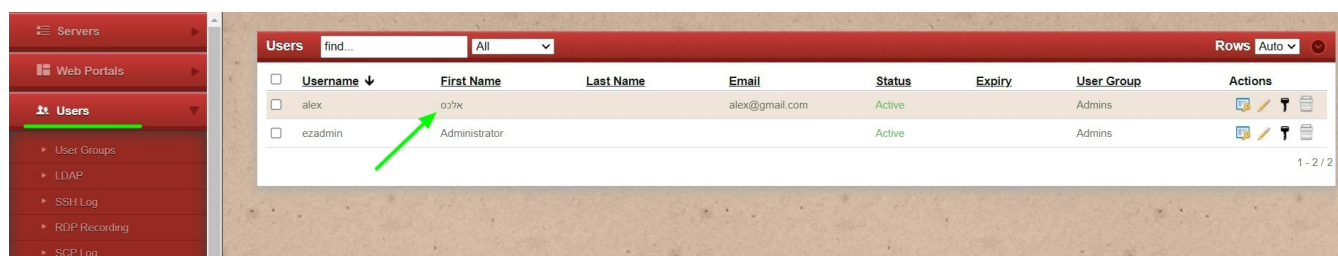 Servers
Web Portals
Users
User Groups
LDAP
SSH Log
RDP Recording
SCP Log
Users find... All Rows Auto
Username First Name Last Name Email Status Expiry User Group Actions
alex אלכס alex@gmail.com Active Admins
ezadmin Administrator Active Admins
1 - 2 / 2